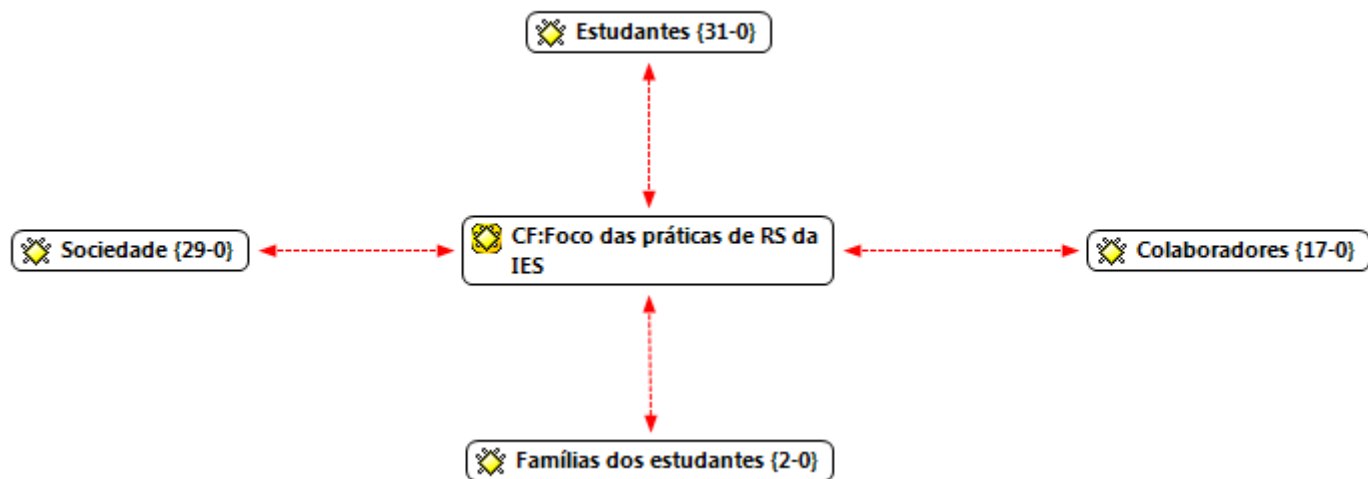 Estudantes {31-0}
Sociedade {29-0}
CF:Foco das práticas de RS da
IES
Colaboradores {17-0}
Famílias dos estudantes {2-0}